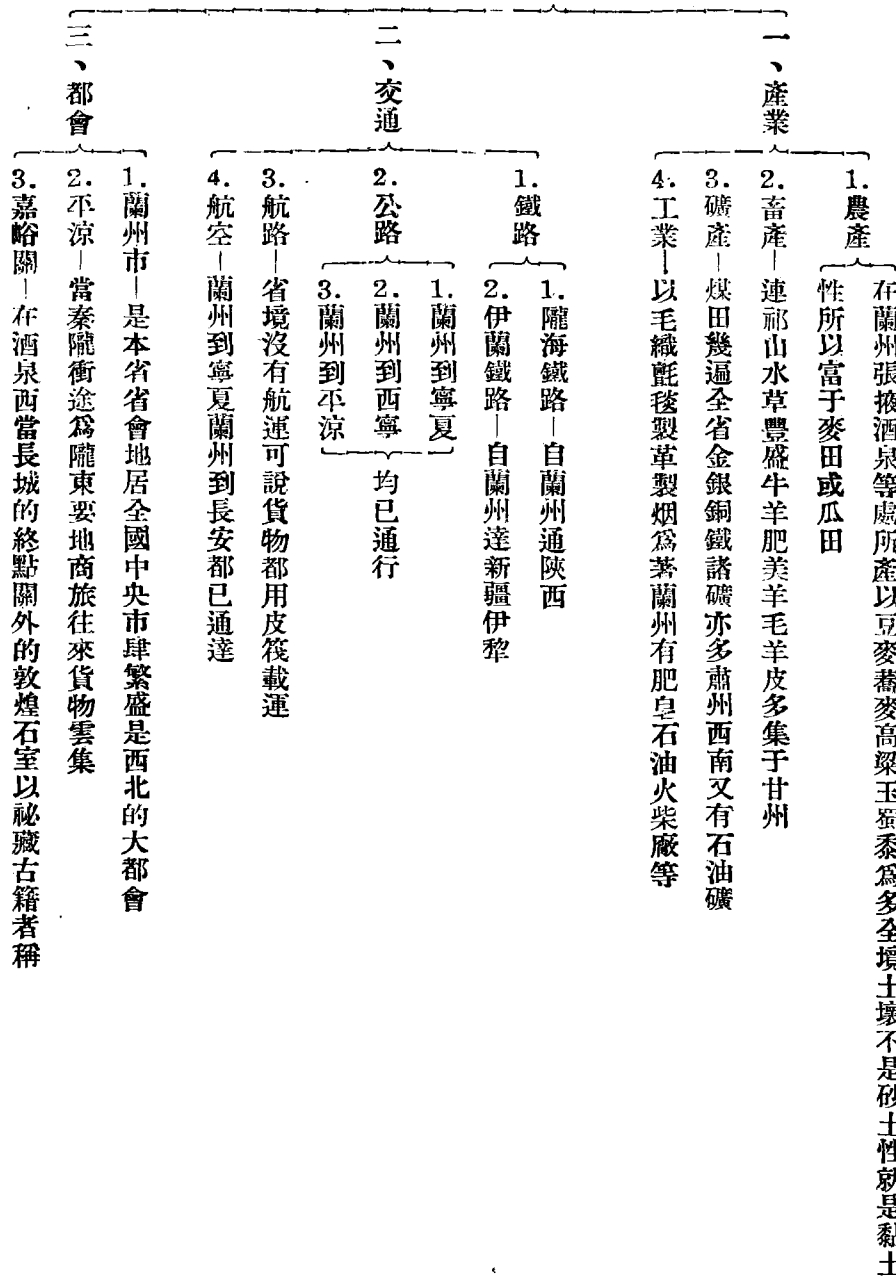 一、產業
1.農產
在蘭州張掖酒泉等處所產以豆麥蕎麥高粱玉蜀黍爲多全境土壤不是砂土性就是黏土
性所以富于麥田或瓜田
2.畜產—連祁山水草豐盛牛羊肥美羊毛羊皮多集于甘州
3.礦產—煤田幾遍全省金銀銅鐵諸礦亦多肅州西南又有石油礦
4.工業—以毛織氈毯製革製烟爲著蘭州有肥皂石油火柴廠等
二、交通
1.鐵路
1.隴海鐵路—自蘭州通陝西
2.伊蘭鐵路—自蘭州達新疆伊犂
2.公路
1.蘭州到寧夏
2.蘭州到西寧
3.蘭州到平涼
均已通行
3.航路—省境沒有航運可說貨物都用皮筏載運
4.航空—蘭州到寧夏蘭州到長安都已通達
三、都會
1.蘭州市—是本省省會地居全國中央市肆繁盛是西北的大都會
2.平涼—當秦隴衝途爲隴東要地商旅往來貨物雲集
3.嘉峪關—在酒泉西當長城的終點關外的敦煌石室以祕藏古籍者稱